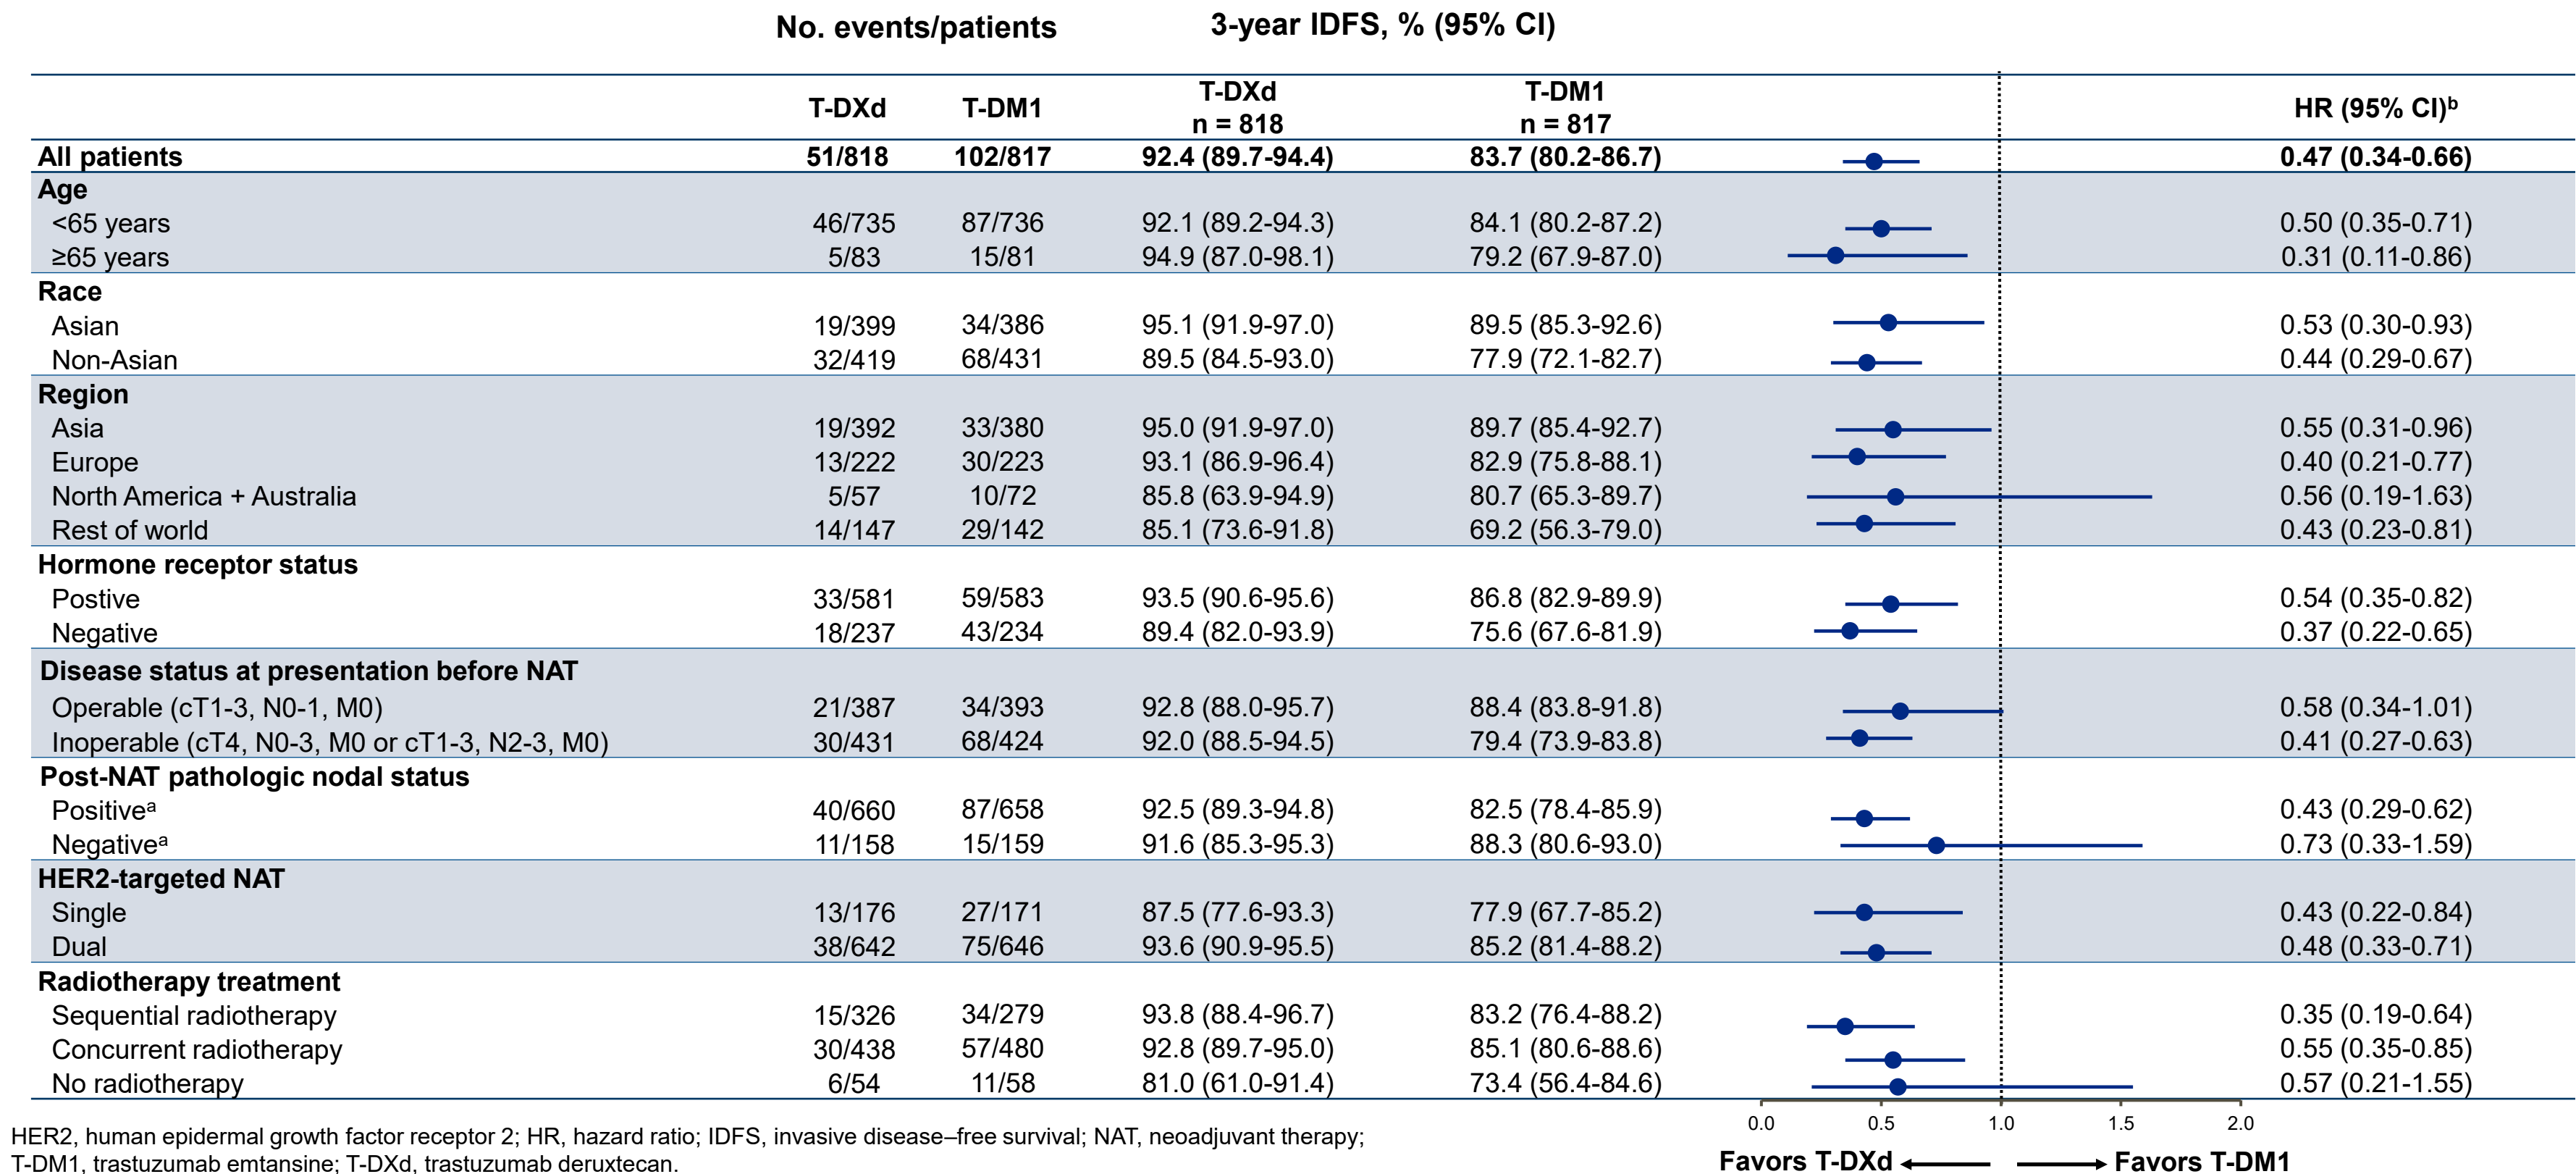 No. events/patients 3-year IDFS, % (95% CI)
T-DXd T-DM1 T-DXd n = 818 T-DM1 n = 817 HR (95% CI)ᵇ
All patients 51/818 102/817 92.4 (89.7-94.4) 83.7 (80.2-86.7) 0.47 (0.34-0.66)
Age
<65 years 46/735 87/736 92.1 (89.2-94.3) 84.1 (80.2-87.2) 0.50 (0.35-0.71)
≥65 years 5/83 15/81 94.9 (87.0-98.1) 79.2 (67.9-87.0) 0.31 (0.11-0.86)
Race
Asian 19/399 34/386 95.1 (91.9-97.0) 89.5 (85.3-92.6) 0.53 (0.30-0.93)
Non-Asian 32/419 68/431 89.5 (84.5-93.0) 77.9 (72.1-82.7) 0.44 (0.29-0.67)
Region
Asia 19/392 33/380 95.0 (91.9-97.0) 89.7 (85.4-92.7) 0.55 (0.31-0.96)
Europe 13/222 30/223 93.1 (86.9-96.4) 82.9 (75.8-88.1) 0.40 (0.21-0.77)
North America + Australia 5/57 10/72 85.8 (63.9-94.9) 80.7 (65.3-89.7) 0.56 (0.19-1.63)
Rest of world 14/147 29/142 85.1 (73.6-91.8) 69.2 (56.3-79.0) 0.43 (0.23-0.81)
Hormone receptor status
Postive 33/581 59/583 93.5 (90.6-95.6) 86.8 (82.9-89.9) 0.54 (0.35-0.82)
Negative 18/237 43/234 89.4 (82.0-93.9) 75.6 (67.6-81.9) 0.37 (0.22-0.65)
Disease status at presentation before NAT
Operable (cT1-3, N0-1, M0) 21/387 34/393 92.8 (88.0-95.7) 88.4 (83.8-91.8) 0.58 (0.34-1.01)
Inoperable (cT4, N0-3, M0 or cT1-3, N2-3, M0) 30/431 68/424 92.0 (88.5-94.5) 79.4 (73.9-83.8) 0.41 (0.27-0.63)
Post-NAT pathologic nodal status
Positiveᵃ 40/660 87/658 92.5 (89.3-94.8) 82.5 (78.4-85.9) 0.43 (0.29-0.62)
Negativeᵃ 11/158 15/159 91.6 (85.3-95.3) 88.3 (80.6-93.0) 0.73 (0.33-1.59)
HER2-targeted NAT
Single 13/176 27/171 87.5 (77.6-93.3) 77.9 (67.7-85.2) 0.43 (0.22-0.84)
Dual 38/642 75/646 93.6 (90.9-95.5) 85.2 (81.4-88.2) 0.48 (0.33-0.71)
Radiotherapy treatment
Sequential radiotherapy 15/326 34/279 93.8 (88.4-96.7) 83.2 (76.4-88.2) 0.35 (0.19-0.64)
Concurrent radiotherapy 30/438 57/480 92.8 (89.7-95.0) 85.1 (80.6-88.6) 0.55 (0.35-0.85)
No radiotherapy 6/54 11/58 81.0 (61.0-91.4) 73.4 (56.4-84.6) 0.57 (0.21-1.55)
0.0 0.5 1.0 1.5 2.0
Favors T-DXd Favors T-DM1
HER2, human epidermal growth factor receptor 2; HR, hazard ratio; IDFS, invasive disease–free survival; NAT, neoadjuvant therapy;
T-DM1, trastuzumab emtansine; T-DXd, trastuzumab deruxtecan.